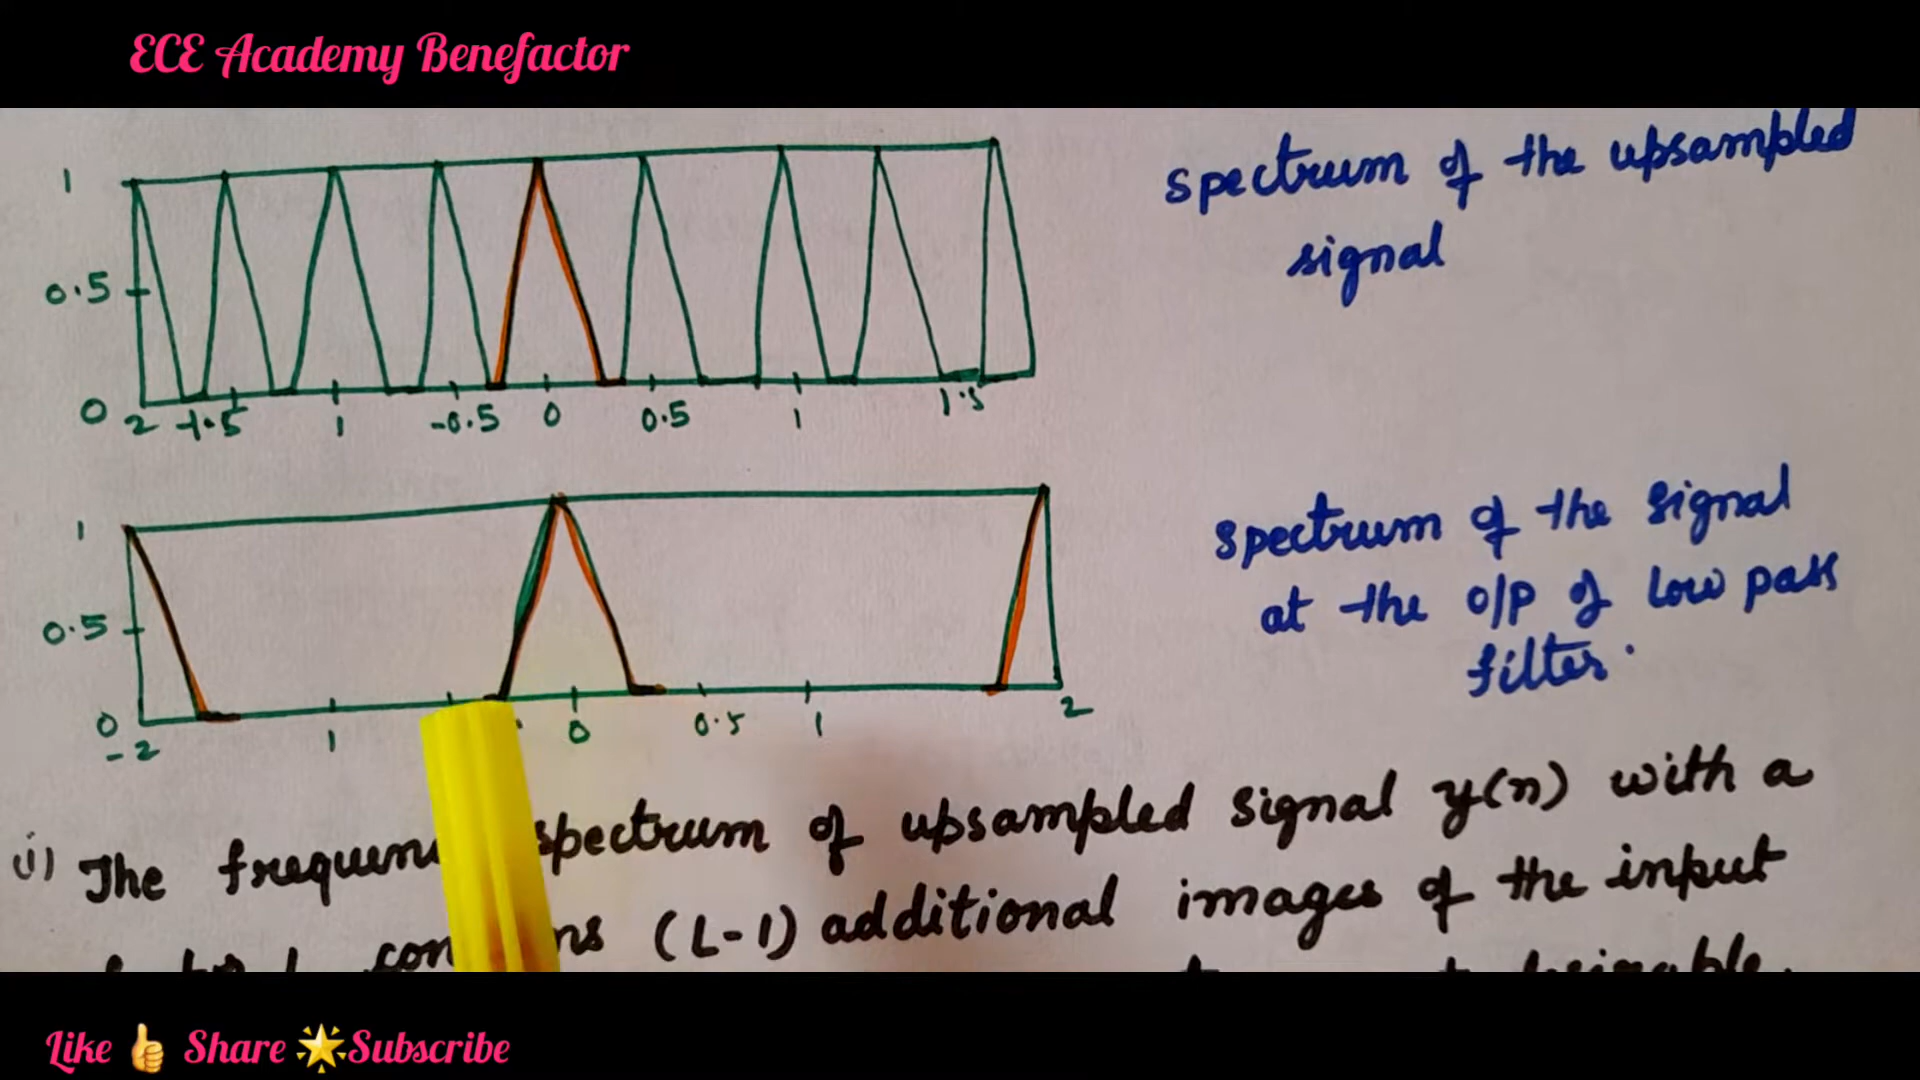 ECE Academy Benefactor
1
0.5
0
2 -1.5 1 -0.5 0 0.5 1 1.5
spectrum of the upsampled
signal
1
0.5
0
-2 1 0 0.5 1 2
spectrum of the signal
at the o/p of low pass
filter.
(i) The spectrum of upsampled signal y(n) with a
(L-1) additional images of the input
Like 👍 Share 🌟Subscribe